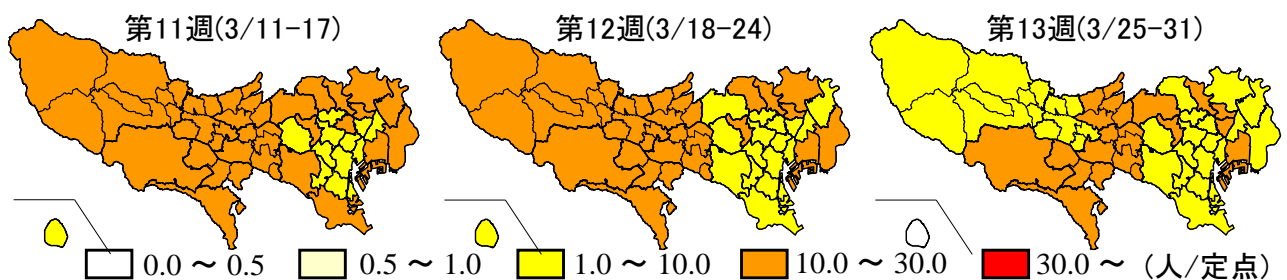 第11週(3/11-17)
第12週(3/18-24)
第13週(3/25-31)
0.0 ～ 0.5
0.5 ～ 1.0
1.0 ～ 10.0
10.0 ～ 30.0
30.0 ～ (人/定点)